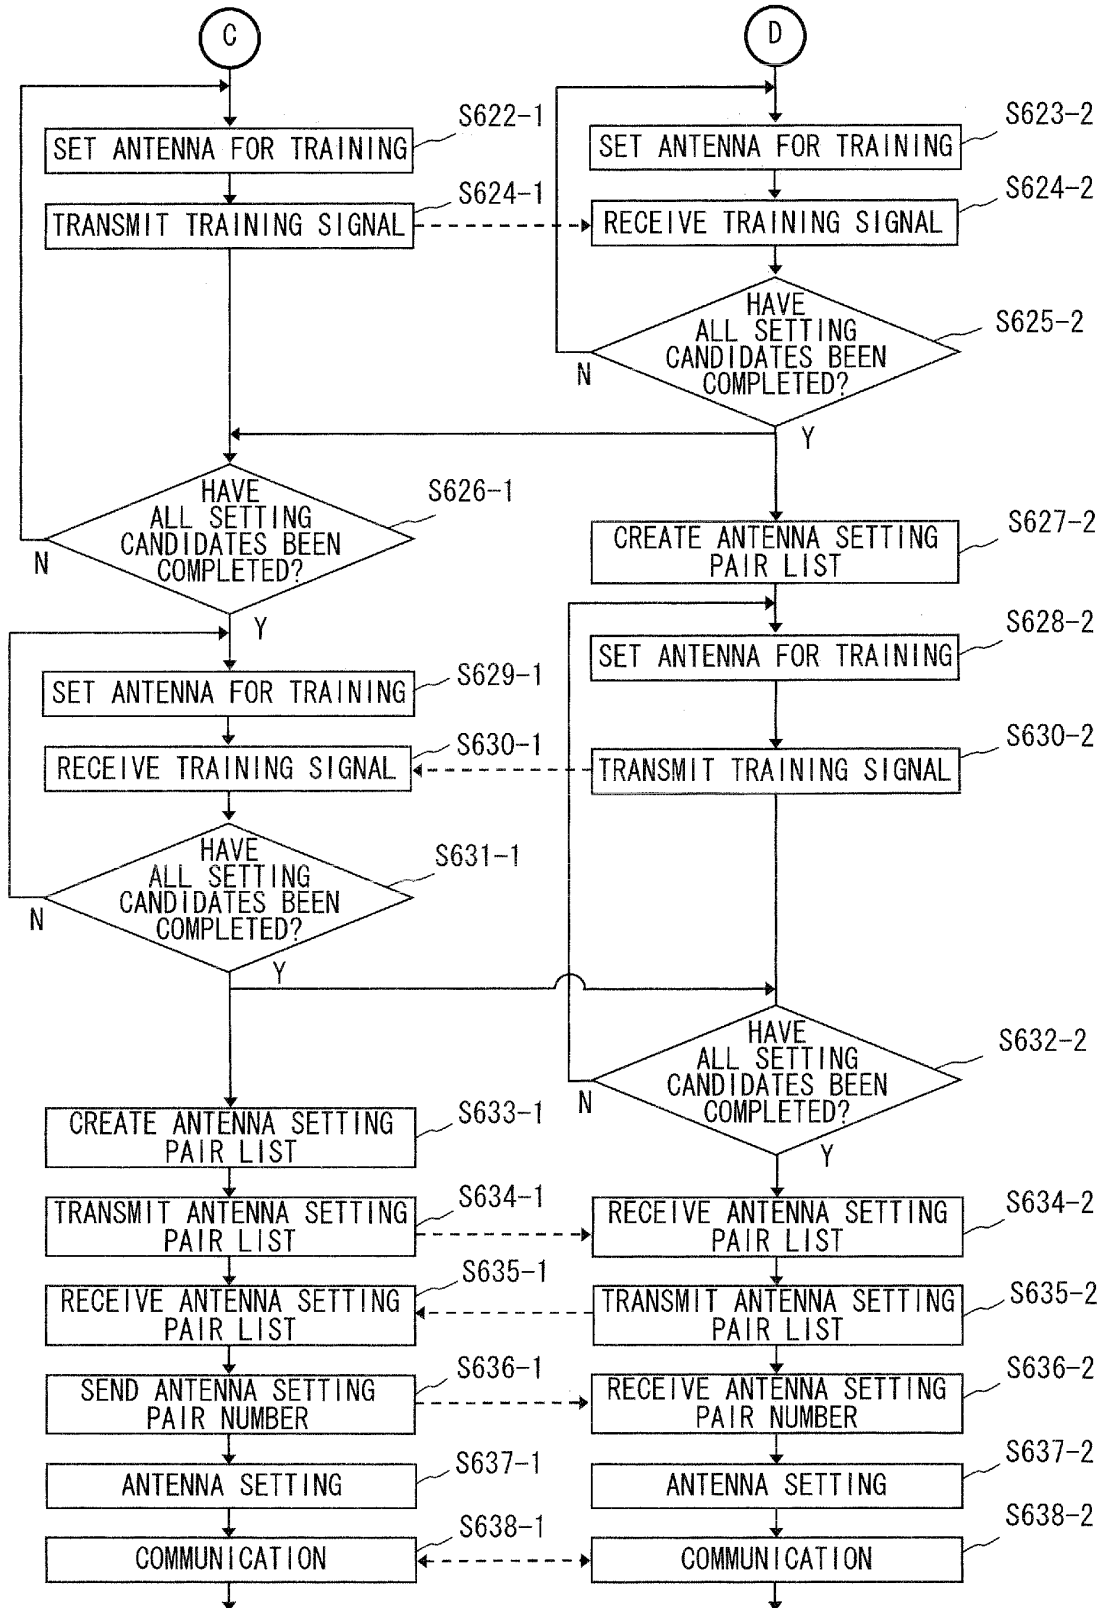 C
D
S622-1
SET ANTENNA FOR TRAINING
S623-2
SET ANTENNA FOR TRAINING
S624-1
TRANSMIT TRAINING SIGNAL
S624-2
RECEIVE TRAINING SIGNAL
HAVE
ALL SETTING
CANDIDATES BEEN
COMPLETED?
S625-2
N
Y
HAVE
ALL SETTING
CANDIDATES BEEN
COMPLETED?
S626-1
N
Y
S627-2
CREATE ANTENNA SETTING
PAIR LIST
S628-2
SET ANTENNA FOR TRAINING
S629-1
SET ANTENNA FOR TRAINING
S630-1
RECEIVE TRAINING SIGNAL
S630-2
TRANSMIT TRAINING SIGNAL
HAVE
ALL SETTING
CANDIDATES BEEN
COMPLETED?
S631-1
N
Y
HAVE
ALL SETTING
CANDIDATES BEEN
COMPLETED?
S632-2
N
Y
S633-1
CREATE ANTENNA SETTING
PAIR LIST
S634-1
TRANSMIT ANTENNA SETTING
PAIR LIST
S634-2
RECEIVE ANTENNA SETTING
PAIR LIST
S635-1
RECEIVE ANTENNA SETTING
PAIR LIST
S635-2
TRANSMIT ANTENNA SETTING
PAIR LIST
S636-1
SEND ANTENNA SETTING
PAIR NUMBER
S636-2
RECEIVE ANTENNA SETTING
PAIR NUMBER
S637-1
ANTENNA SETTING
S637-2
ANTENNA SETTING
S638-1
COMMUNICATION
S638-2
COMMUNICATION